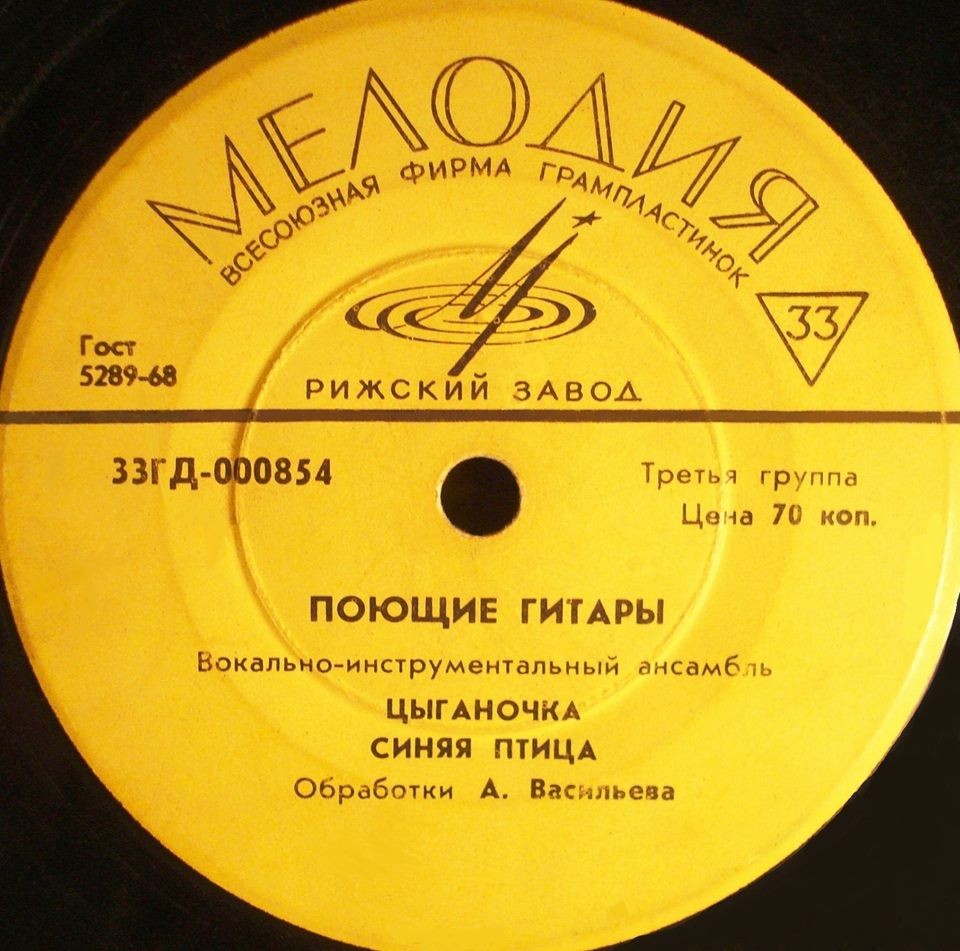 МЕЛОДИЯ
ВСЕСОЮЗНАЯ ФИРМА ГРАМПЛАСТИНОК
33
Гост
5289-68
РИЖСКИЙ ЗАВОД
33ГД-000854
Третья группа
Цена 70 коп.
ПОЮЩИЕ ГИТАРЫ
Вокально-инструментальный ансамбль
ЦЫГАНОЧКА
СИНЯЯ ПТИЦА
Обработки А. Васильева